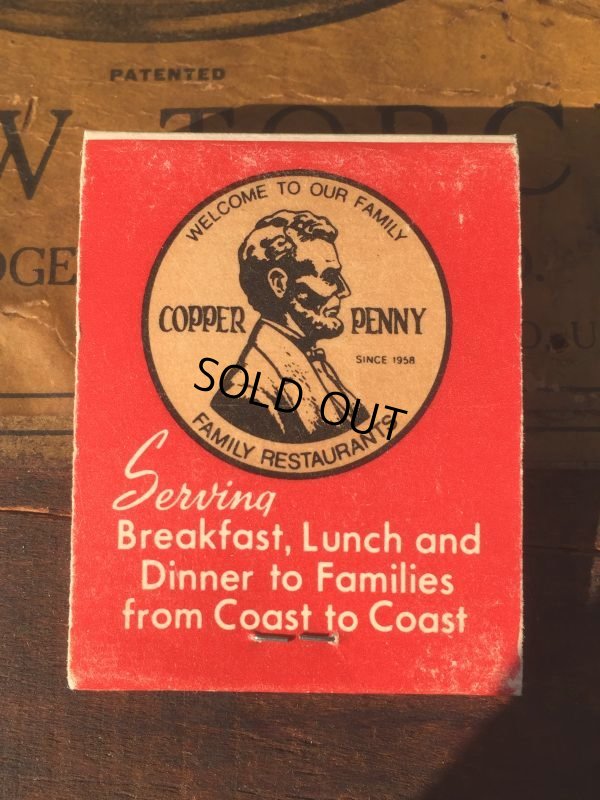 PATENTED
WELCOME TO OUR FAMILY
COPPER PENNY
SINCE 1958
SOLD OUT
FAMILY RESTAURANTS
Serving
Breakfast, Lunch and
Dinner to Families
from Coast to Coast